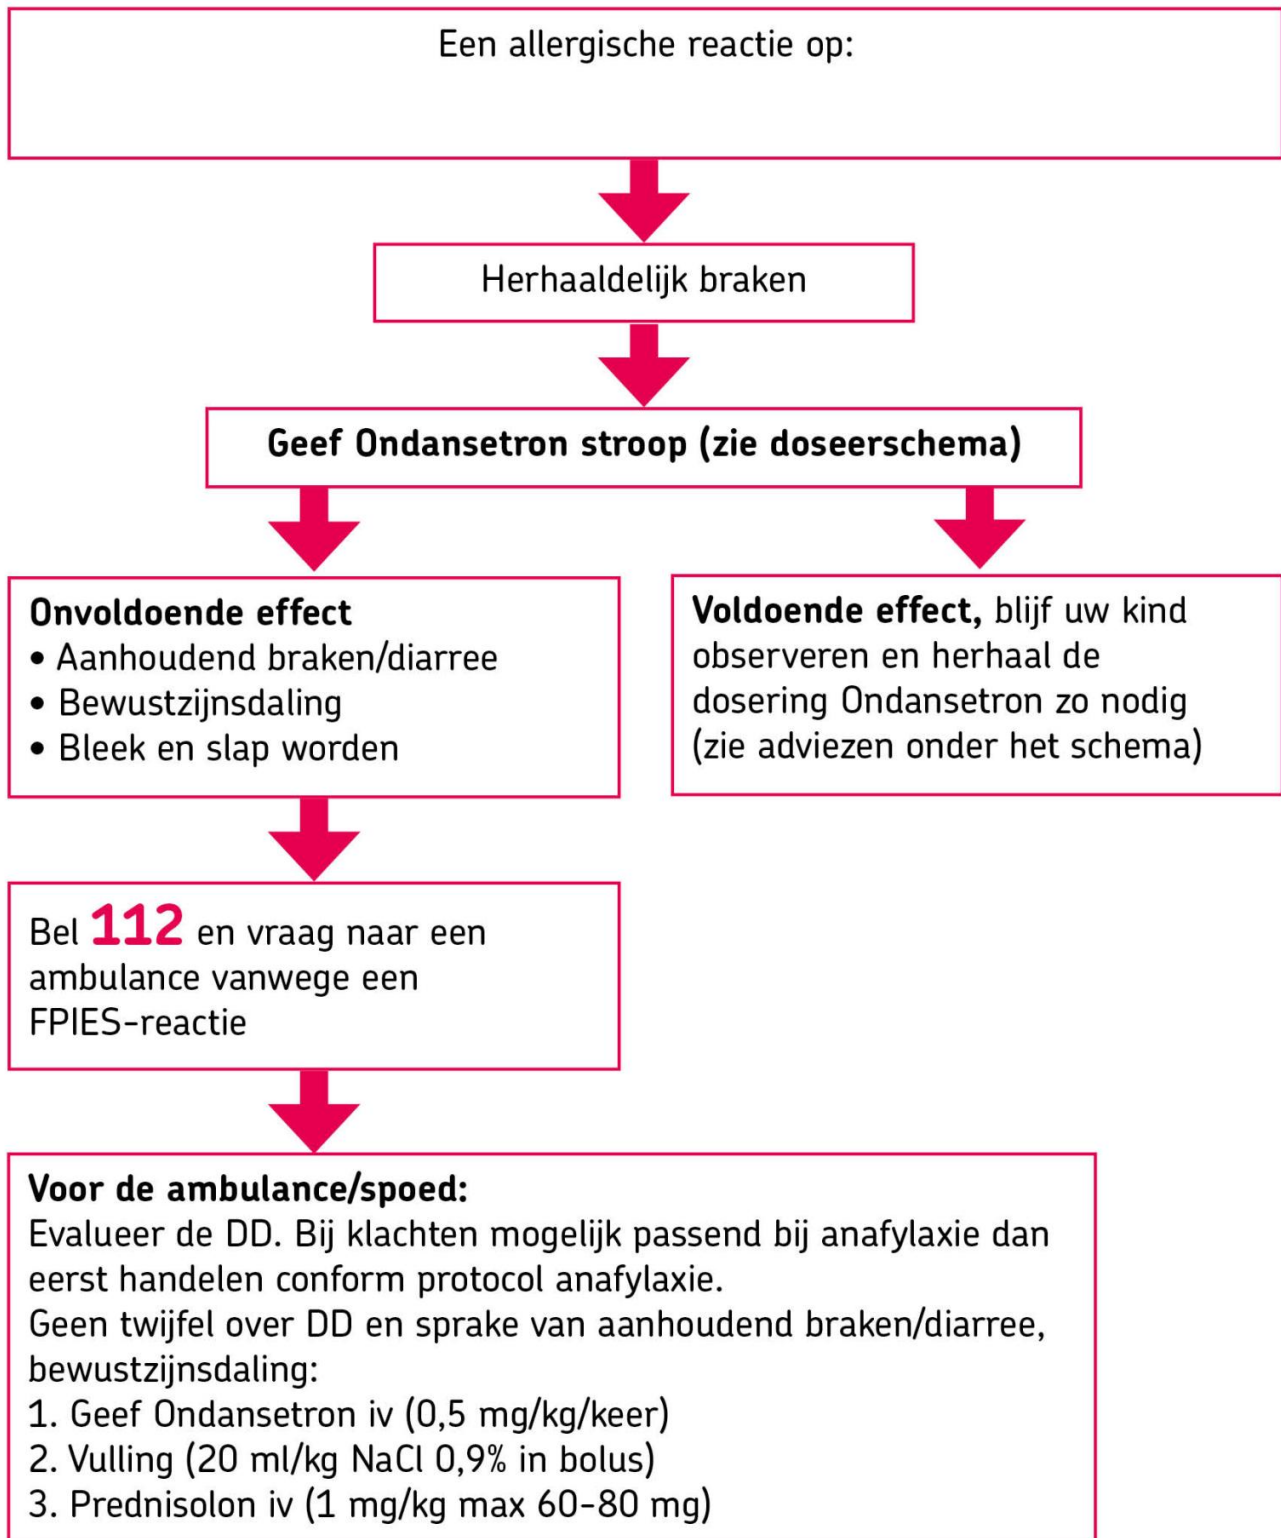 Een allergische reactie op:
Herhaaldelijk braken
Geef Ondansetron stroop (zie doseerschema)
Onvoldoende effect
• Aanhoudend braken/diarree
• Bewustzijnsdaling
• Bleek en slap worden
Voldoende effect, blijf uw kind
observeren en herhaal de
dosering Ondansetron zo nodig
(zie adviezen onder het schema)
Bel 112 en vraag naar een
ambulance vanwege een
FPIES-reactie
Voor de ambulance/spoed:
Evalueer de DD. Bij klachten mogelijk passend bij anafylaxie dan
eerst handelen conform protocol anafylaxie.
Geen twijfel over DD en sprake van aanhoudend braken/diarree,
bewustzijnsdaling:
1. Geef Ondansetron iv (0,5 mg/kg/keer)
2. Vulling (20 ml/kg NaCl 0,9% in bolus)
3. Prednisolon iv (1 mg/kg max 60-80 mg)